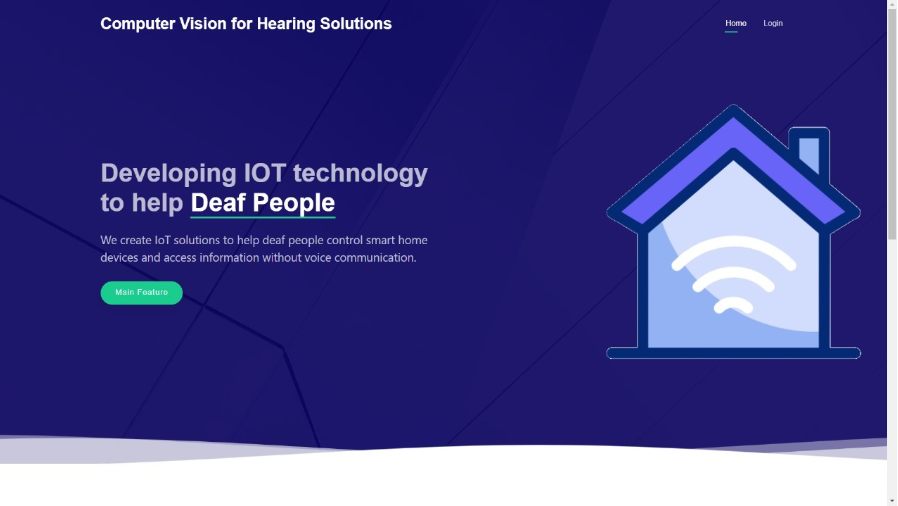 Computer Vision for Hearing Solutions
Home
Login
Developing IOT technology
to help Deaf People
We create IoT solutions to help deaf people control smart home
devices and access information without voice communication.
Main Feature